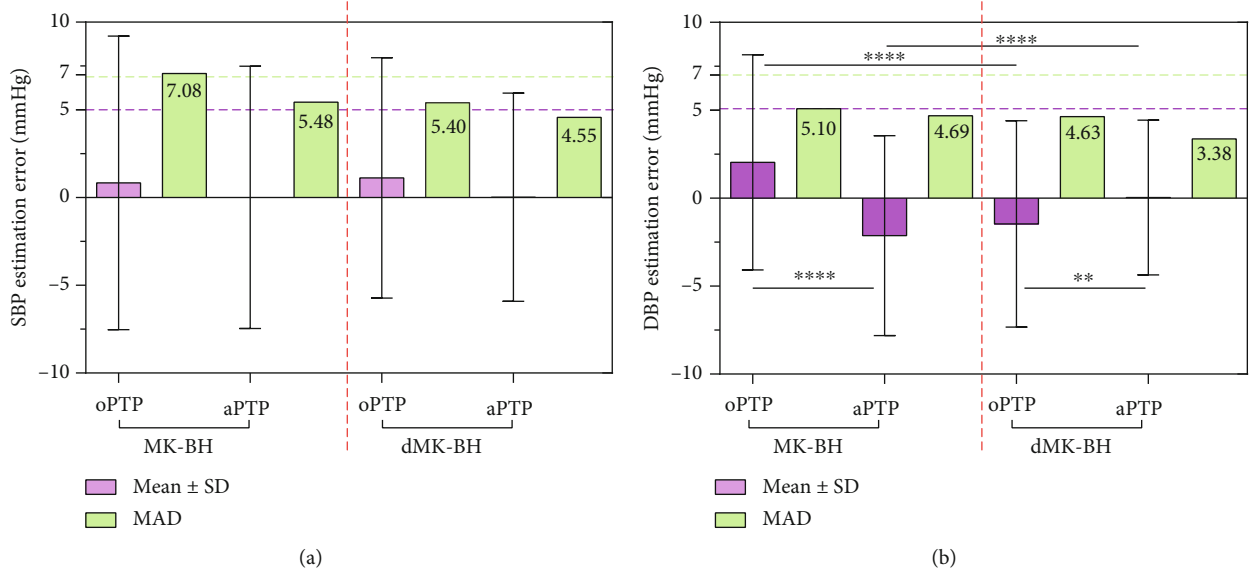 SBP estimation error (mmHg)
10
7
5
0
−5
−10
7.08
5.48
5.40
4.55
oPTP
aPTP
oPTP
aPTP
MK-BH
dMK-BH
Mean ± SD
MAD
(a)
DBP estimation error (mmHg)
10
7
5
0
−5
−10
****
****
5.10
4.69
4.63
3.38
****
**
oPTP
aPTP
oPTP
aPTP
MK-BH
dMK-BH
Mean ± SD
MAD
(b)